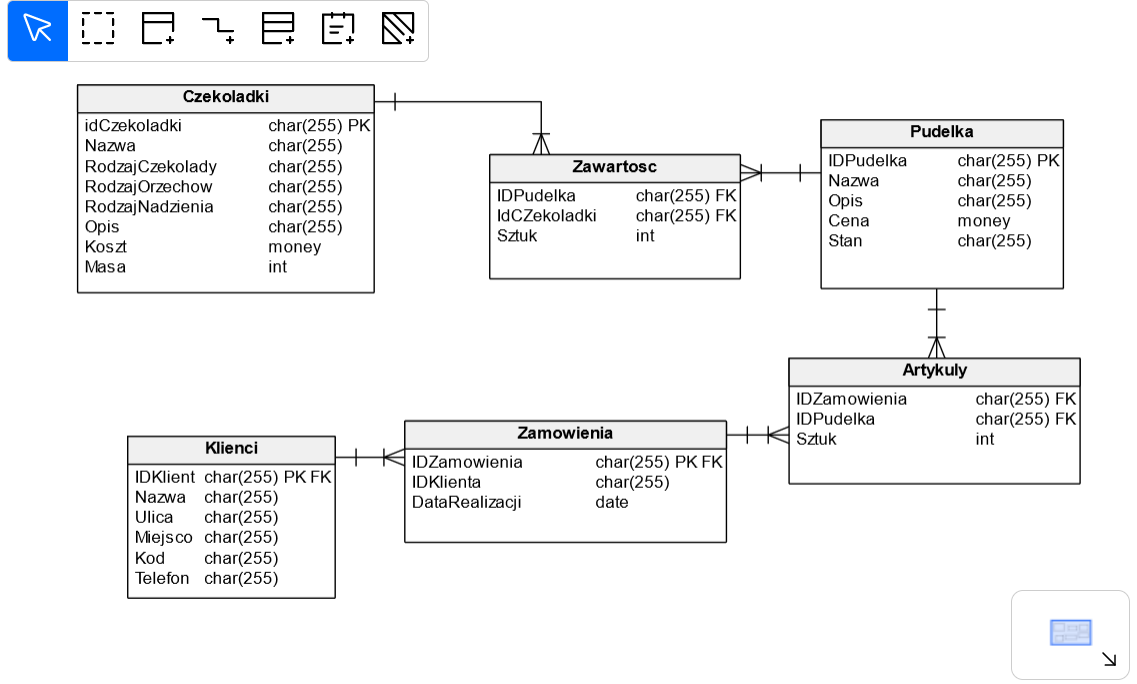 Czekoladki
idCzekoladki char(255) PK
Nazwa char(255)
RodzajCzekolady char(255)
RodzajOrzechow char(255)
RodzajNadzienia char(255)
Opis char(255)
Koszt money
Masa int
Zawartosc
IDPudelka char(255) FK
IdCZekoladki char(255) FK
Sztuk int
Pudelka
IDPudelka char(255) PK
Nazwa char(255)
Opis char(255)
Cena money
Stan char(255)
Artykuly
IDZamowienia char(255) FK
IDPudelka char(255) FK
Sztuk int
Klienci
IDKlient char(255) PK FK
Nazwa char(255)
Ulica char(255)
Miejsco char(255)
Kod char(255)
Telefon char(255)
Zamowienia
IDZamowienia char(255) PK FK
IDKlienta char(255)
DataRealizacji date